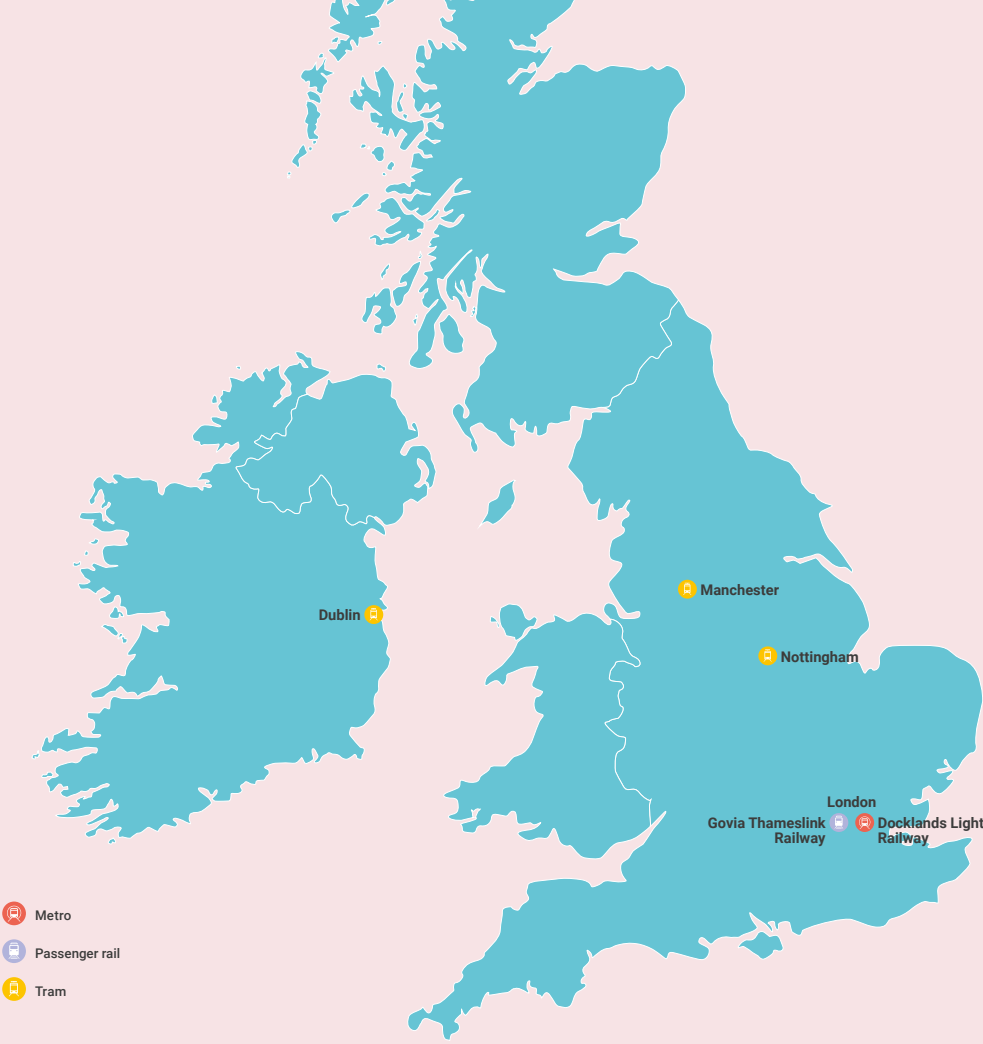 Manchester
Dublin
Nottingham
London
Govia Thameslink
Railway
Docklands Light
Railway
Metro
Passenger rail
Tram